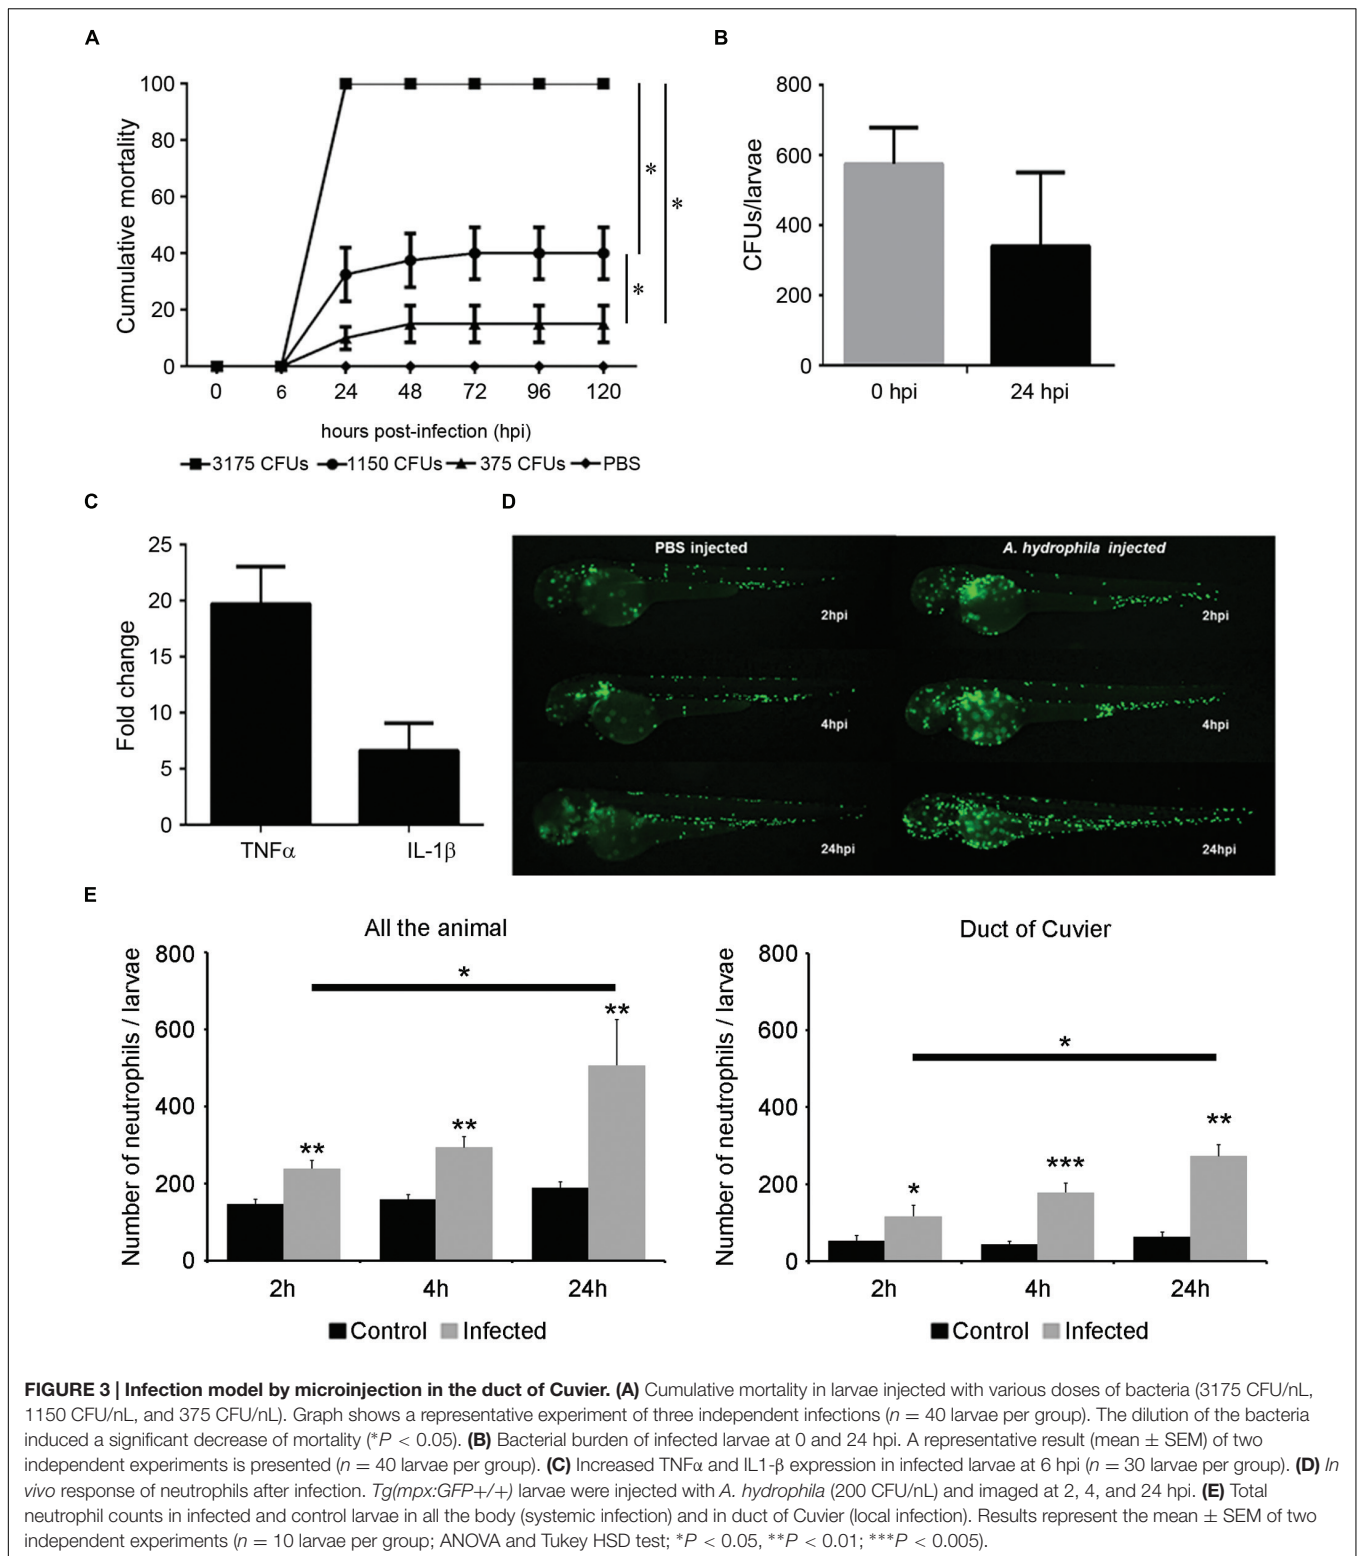 A
100
80
60
40
20
0
Cumulative mortality
*
*
*
0 6 24 48 72 96 120
hours post-infection (hpi)
3175 CFUs 1150 CFUs 375 CFUs PBS
B
800
600
400
200
0
CFUs/larvae
0 hpi 24 hpi
C
25
20
15
10
5
0
Fold change
TNFα IL-1β
D
PBS injected A. hydrophila injected
2hpi 2hpi
4hpi 4hpi
24hpi 24hpi
E
All the animal
Number of neutrophils / larvae
800
600
400
200
0
*
** ** **
2h 4h 24h
Control Infected
Duct of Cuvier
Number of neutrophils / larvae
800
600
400
200
0
*
* *** **
2h 4h 24h
Control Infected
FIGURE 3 | Infection model by microinjection in the duct of Cuvier. (A) Cumulative mortality in larvae injected with various doses of bacteria (3175 CFU/nL,
1150 CFU/nL, and 375 CFU/nL). Graph shows a representative experiment of three independent infections (n = 40 larvae per group). The dilution of the bacteria
induced a significant decrease of mortality (*P < 0.05). (B) Bacterial burden of infected larvae at 0 and 24 hpi. A representative result (mean ± SEM) of two
independent experiments is presented (n = 40 larvae per group). (C) Increased TNFα and IL1-β expression in infected larvae at 6 hpi (n = 30 larvae per group). (D) In
vivo response of neutrophils after infection. Tg(mpx:GFP+/+) larvae were injected with A. hydrophila (200 CFU/nL) and imaged at 2, 4, and 24 hpi. (E) Total
neutrophil counts in infected and control larvae in all the body (systemic infection) and in duct of Cuvier (local infection). Results represent the mean ± SEM of two
independent experiments (n = 10 larvae per group; ANOVA and Tukey HSD test; *P < 0.05, **P < 0.01; ***P < 0.005).